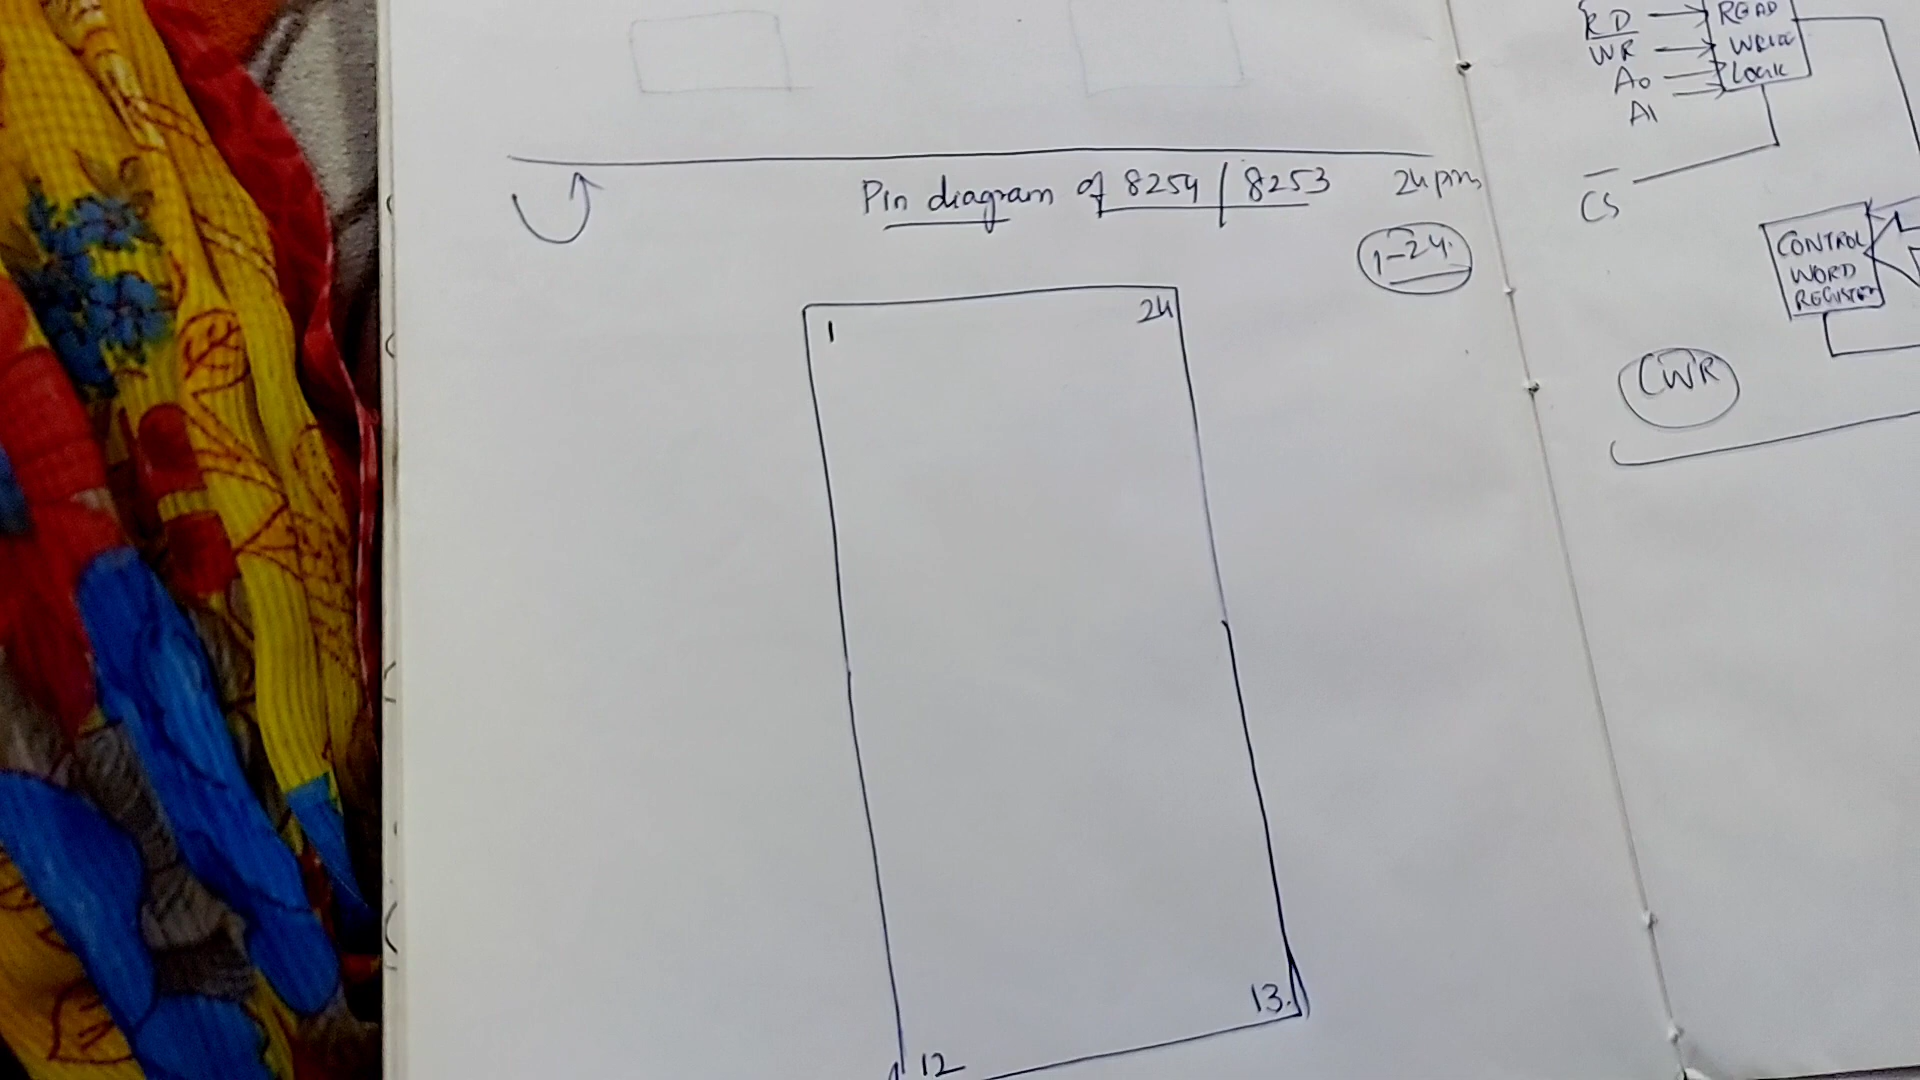 Pin diagram of 8254 / 8253 24 pins
1-24.
1 24
13.
12
RD
WR
A0
A1
READ
WRITE
LOGIC
CS
CONTROL
WORD
REGISTER
CWR